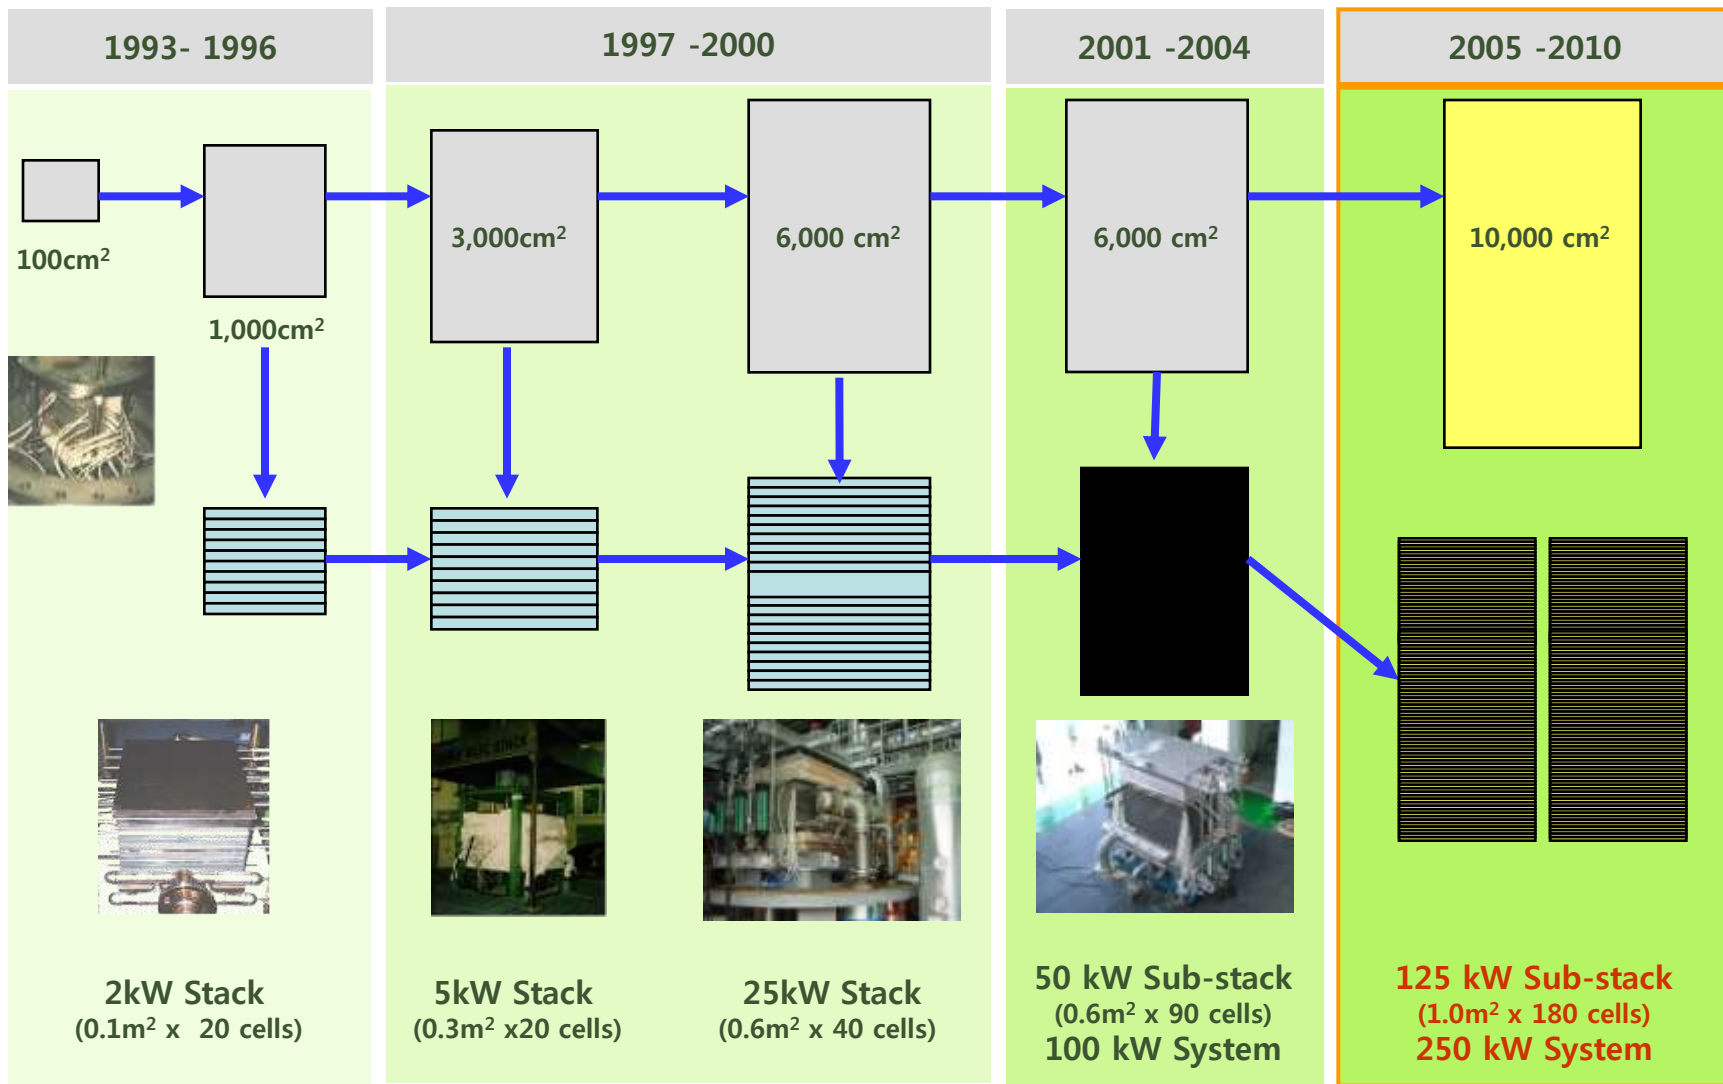 1993- 1996
1997 -2000
2001 -2004
2005 -2010
100cm²
1,000cm²
3,000cm²
6,000 cm²
6,000 cm²
10,000 cm²
2kW Stack
(0.1m² x 20 cells)
5kW Stack
(0.3m² x20 cells)
25kW Stack
(0.6m² x 40 cells)
50 kW Sub-stack
(0.6m² x 90 cells)
100 kW System
125 kW Sub-stack
(1.0m² x 180 cells)
250 kW System